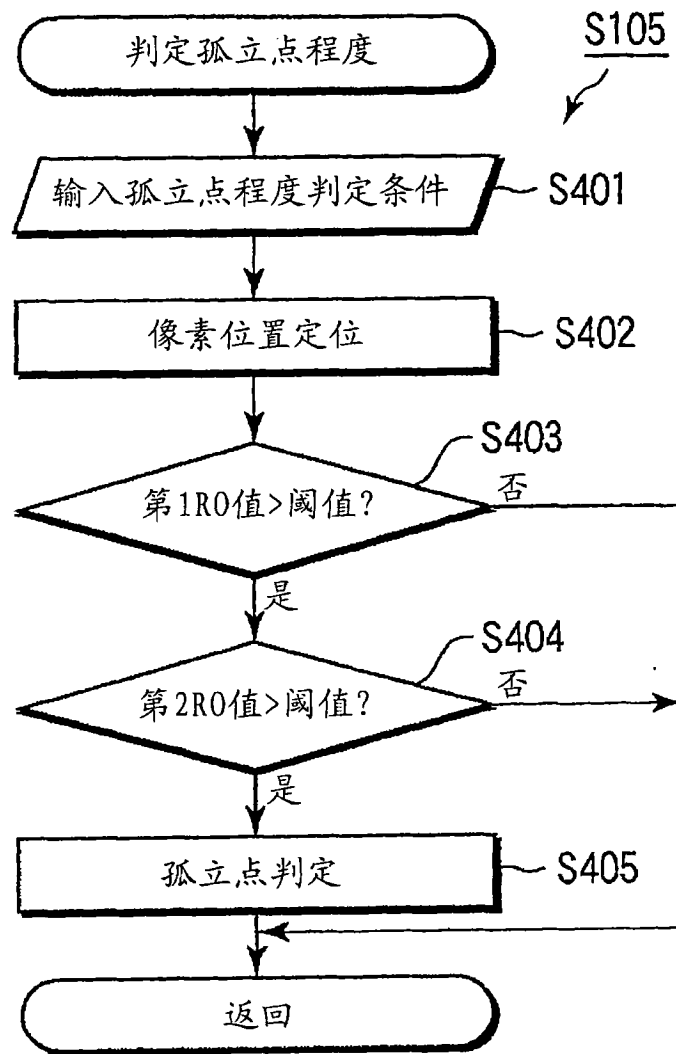 判定孤立点程度
S105
输入孤立点程度判定条件
S401
像素位置定位
S402
S403
第1RO值>阈值?
否
是
S404
第2RO值>阈值?
否
是
孤立点判定
S405
返回